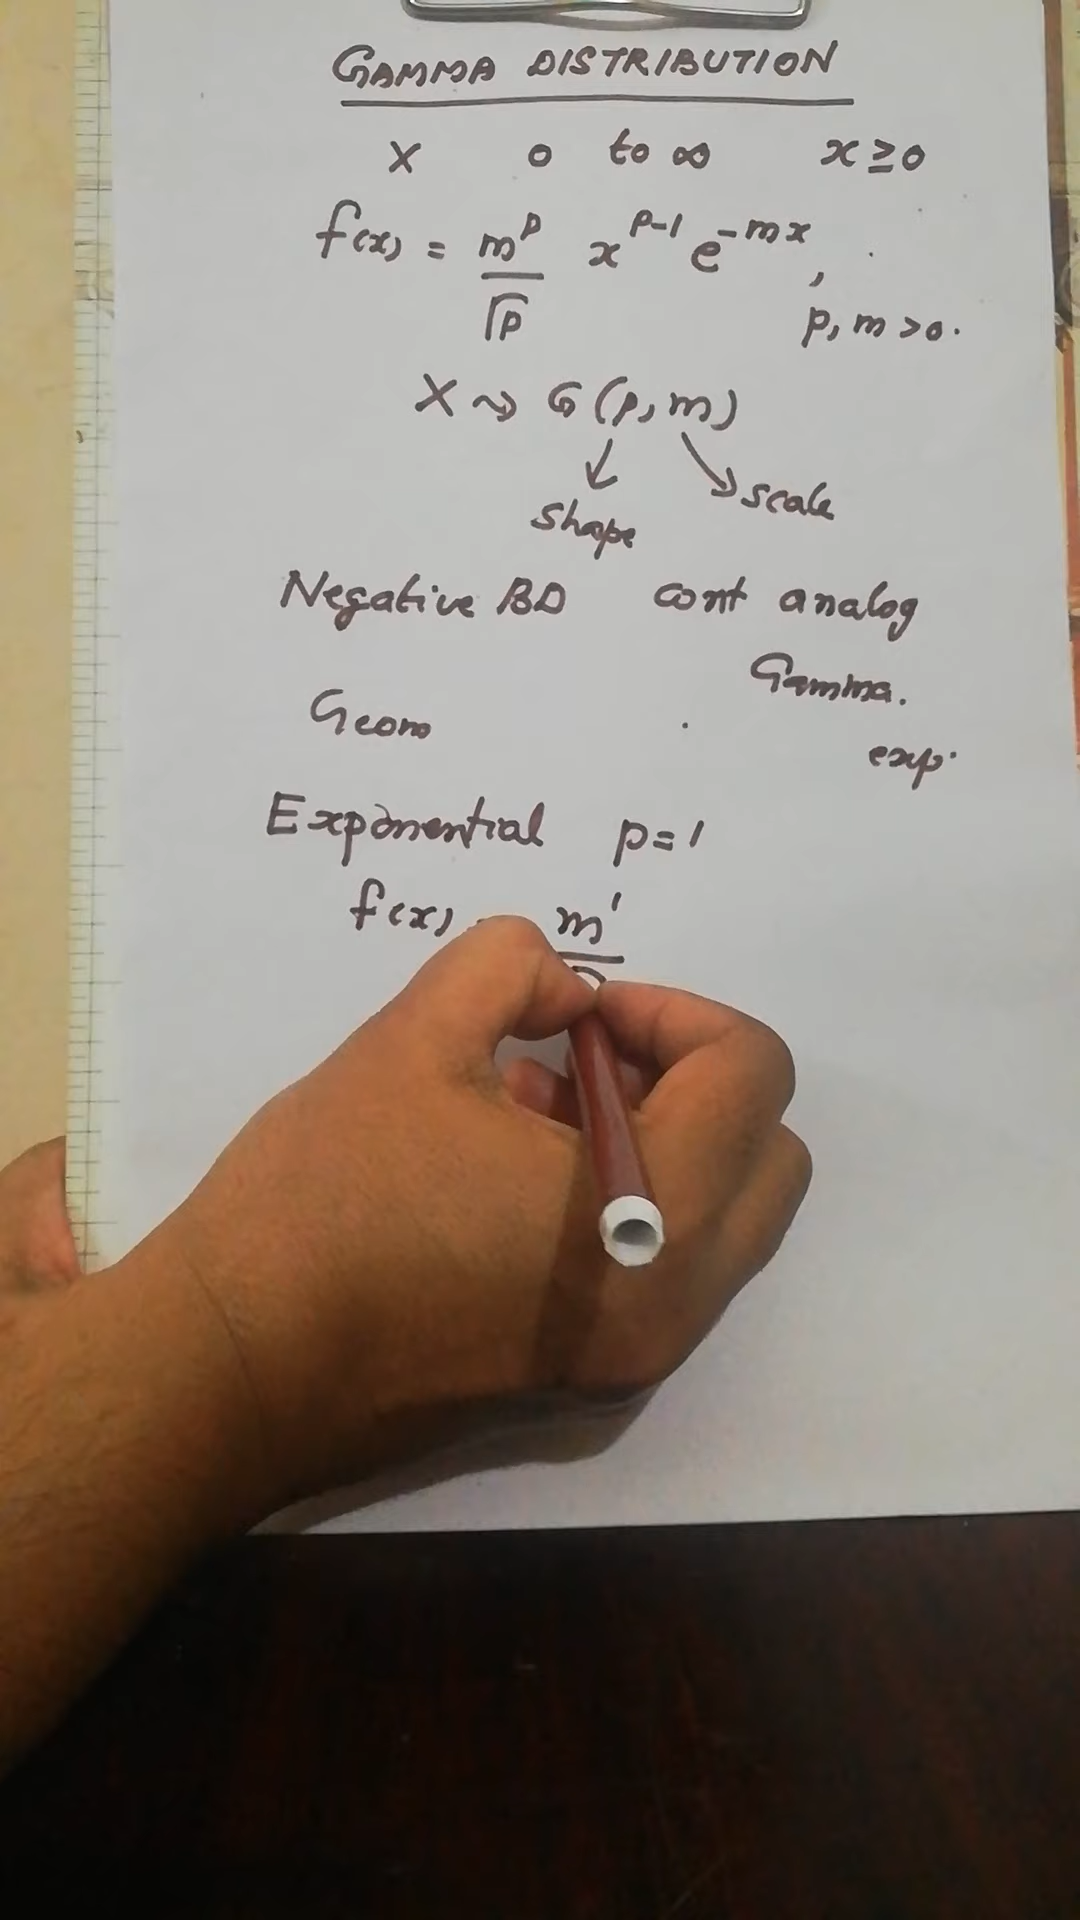 GAMMA DISTRIBUTION
X 0 to ∞ x ≥ 0
f(x) = m^p / Γp x^(p-1) e^(-mx),
p, m > 0.
X ~> G(p, m)
shape scale
Negative BD cont analog
Gamma.
Geom
exp.
Exponential p = 1
f(x) = m^1 / Γ